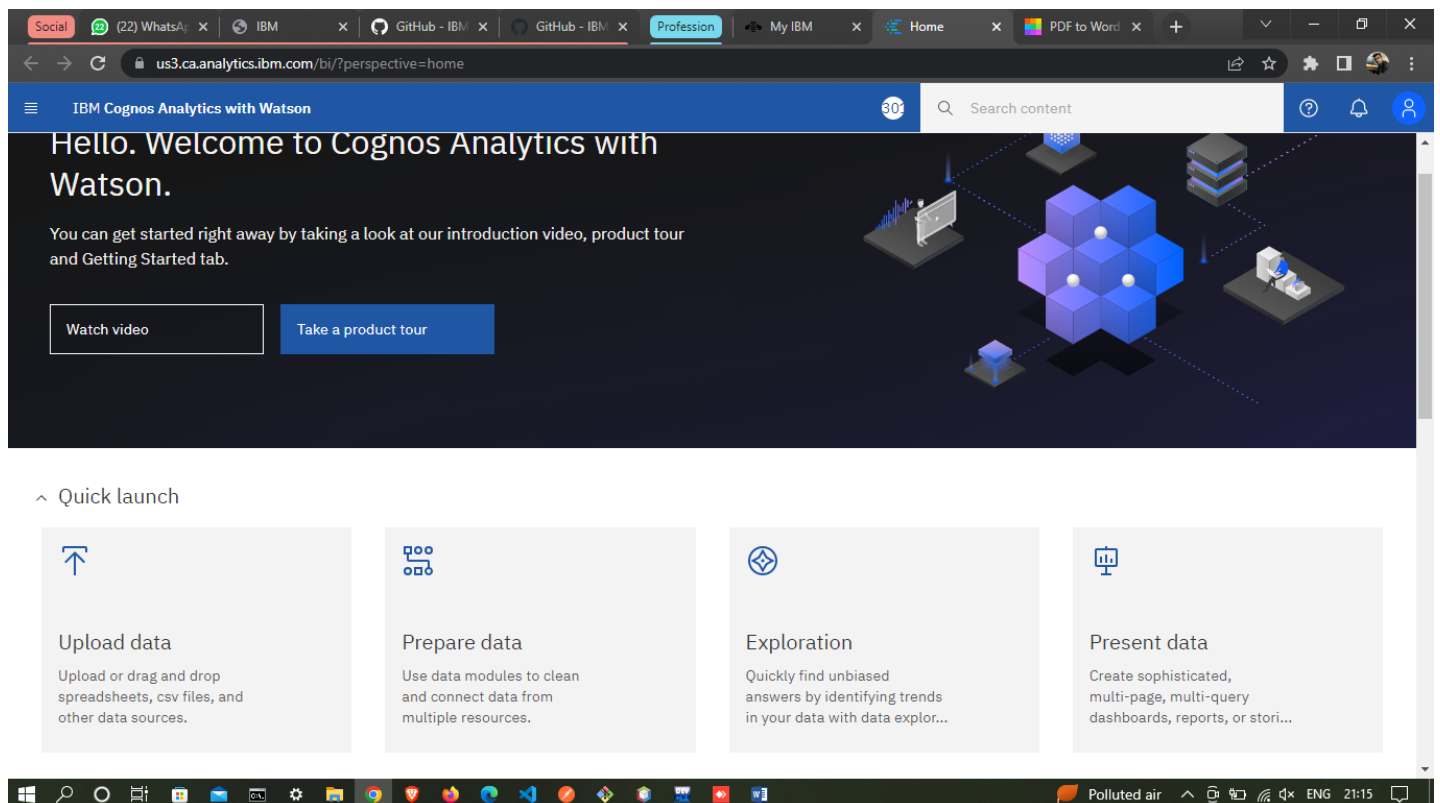 Social
22
(22) WhatsAp
IBM
GitHub - IBM
GitHub - IBM
Profession
My IBM
Home
PDF to Word
us3.ca.analytics.ibm.com/bi/?perspective=home
IBM Cognos Analytics with Watson
Search content
Hello. Welcome to Cognos Analytics with
Watson.
You can get started right away by taking a look at our introduction video, product tour
and Getting Started tab.
Watch video
Take a product tour
Quick launch
Upload data
Upload or drag and drop
spreadsheets, csv files, and
other data sources.
Prepare data
Use data modules to clean
and connect data from
multiple resources.
Exploration
Quickly find unbiased
answers by identifying trends
in your data with data explor...
Present data
Create sophisticated,
multi-page, multi-query
dashboards, reports, or stori...
Polluted air
ENG
21:15